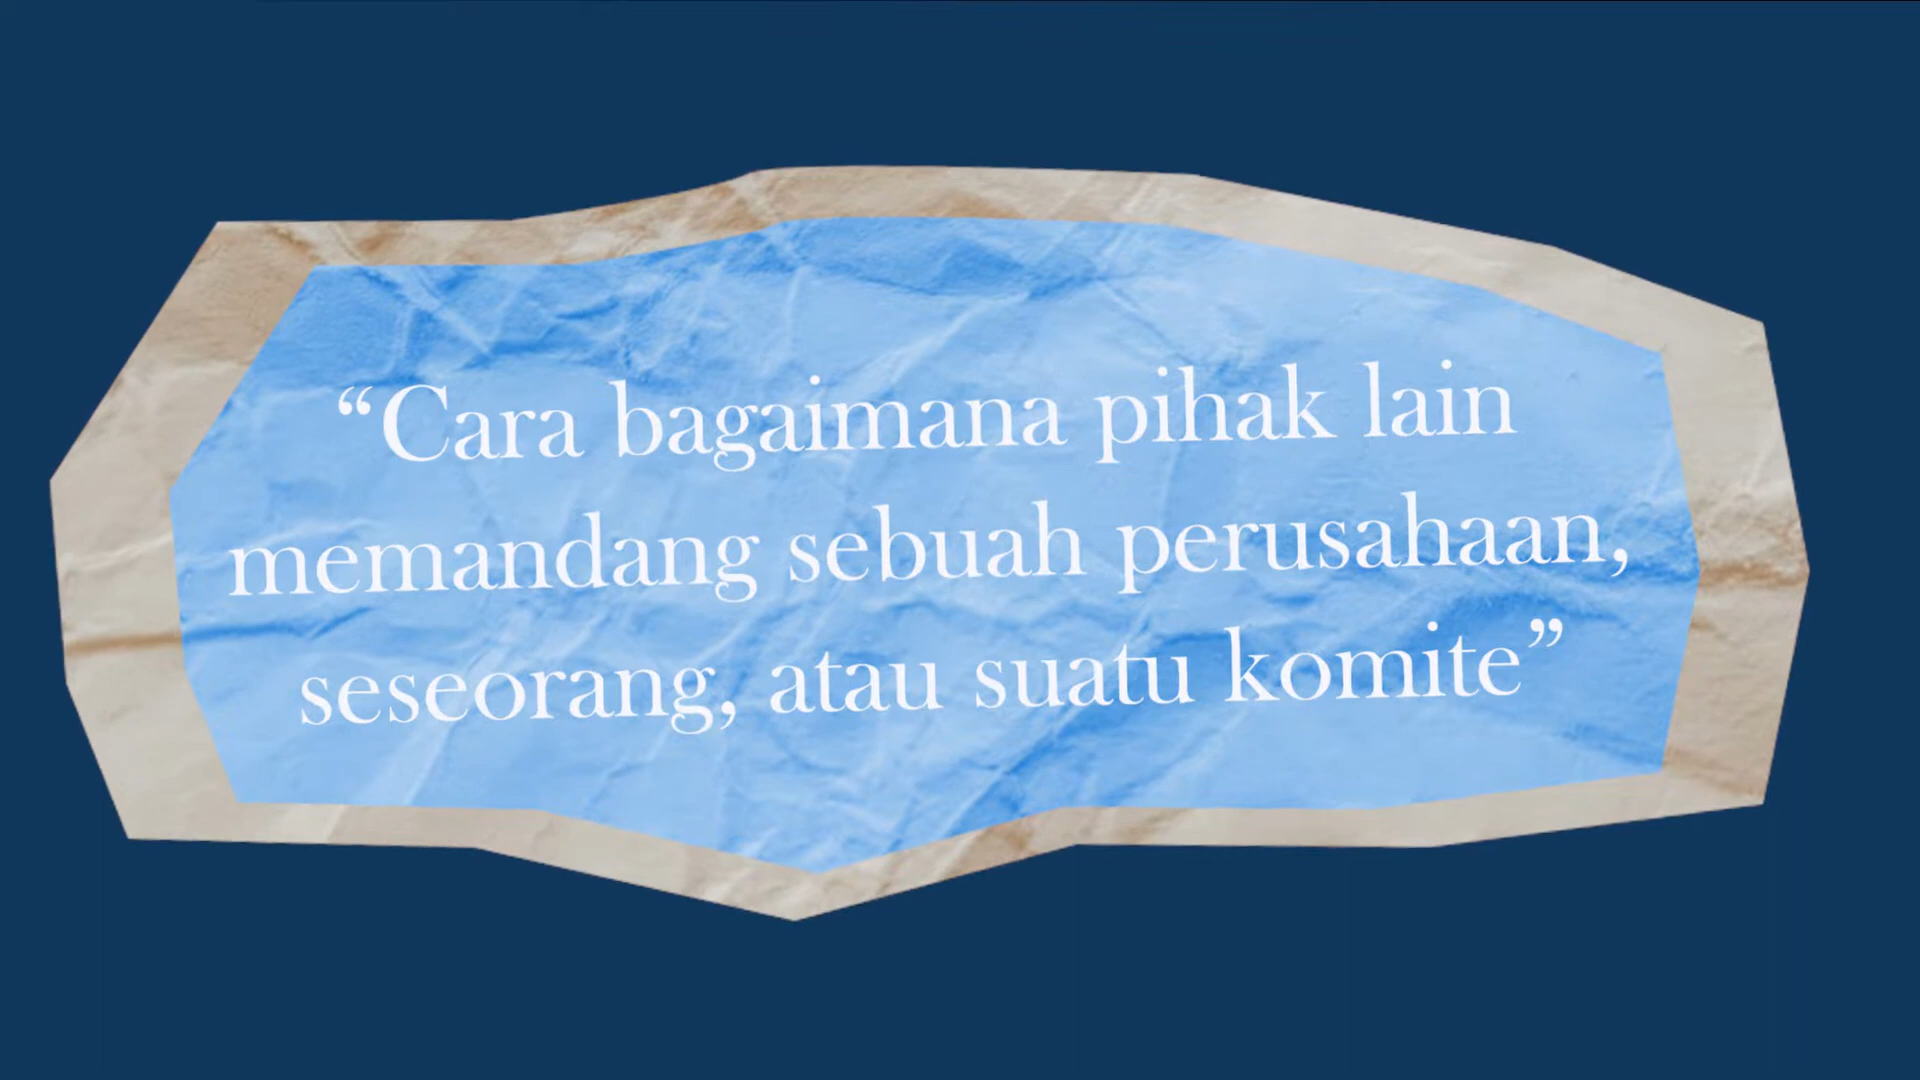 “Cara bagaimana pihak lain
memandang sebuah perusahaan,
seseorang, atau suatu komite”